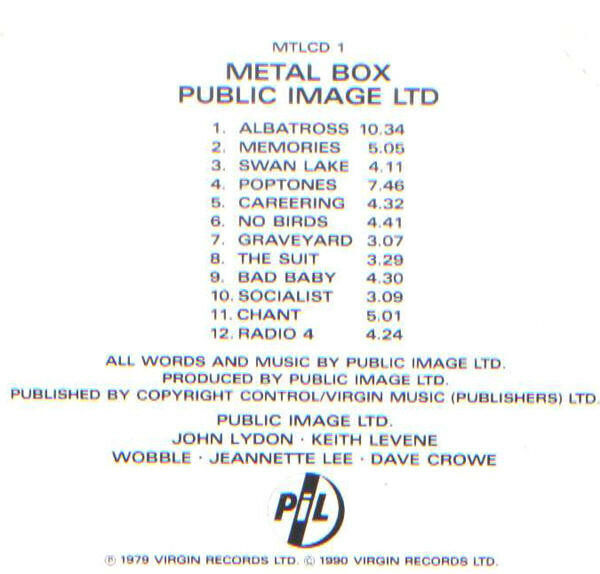 MTLCD 1
METAL BOX
PUBLIC IMAGE LTD
1. ALBATROSS 10.34
2. MEMORIES 5.05
3. SWAN LAKE 4.11
4. POPTONES 7.46
5. CAREERING 4.32
6. NO BIRDS 4.41
7. GRAVEYARD 3.07
8. THE SUIT 3.29
9. BAD BABY 4.30
10. SOCIALIST 3.09
11. CHANT 5.01
12. RADIO 4 4.24
ALL WORDS AND MUSIC BY PUBLIC IMAGE LTD.
PRODUCED BY PUBLIC IMAGE LTD.
PUBLISHED BY COPYRIGHT CONTROL/VIRGIN MUSIC (PUBLISHERS) LTD.
PUBLIC IMAGE LTD.
JOHN LYDON · KEITH LEVENE
WOBBLE · JEANNETTE LEE · DAVE CROWE
PiL
℗ 1979 VIRGIN RECORDS LTD. © 1990 VIRGIN RECORDS LTD.